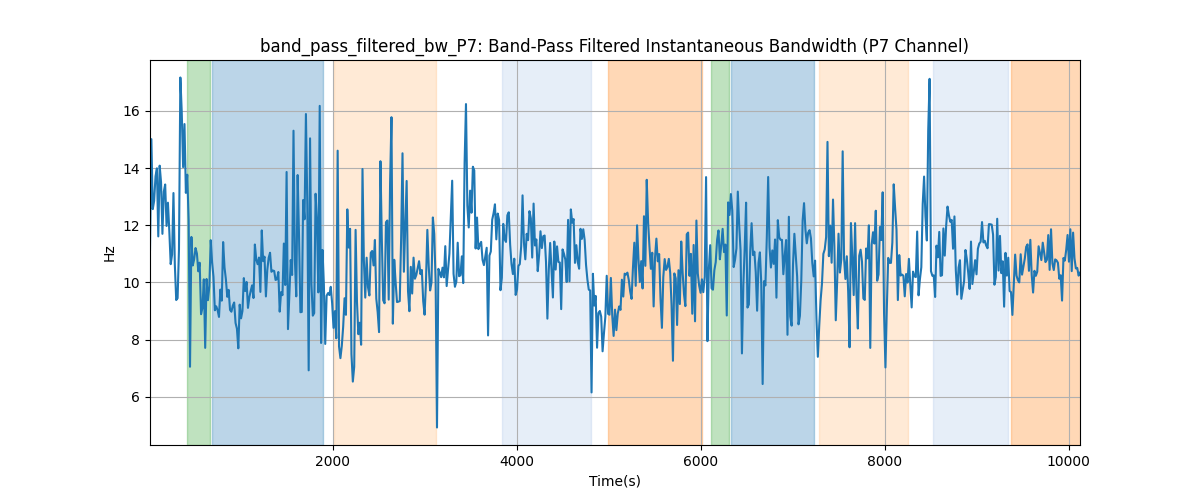 band_pass_filtered_bw_P7: Band-Pass Filtered Instantaneous Bandwidth (P7 Channel)
Hz
16
14
12
10
8
6
2000 4000 6000 8000 10000
Time(s)